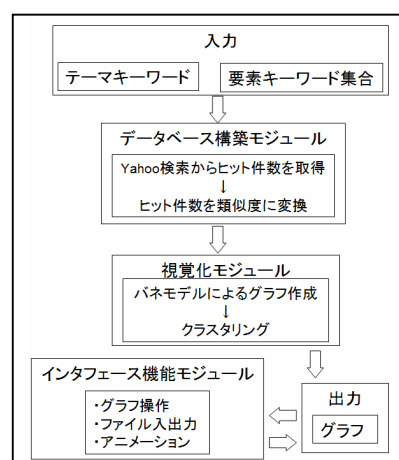 入力
テーマキーワード
要素キーワード集合
データベース構築モジュール
Yahoo検索からヒット件数を取得
↓
ヒット件数を類似度に変換
視覚化モジュール
バネモデルによるグラフ作成
↓
クラスタリング
インタフェース機能モジュール
・グラフ操作
・ファイル入出力
・アニメーション
出力
グラフ